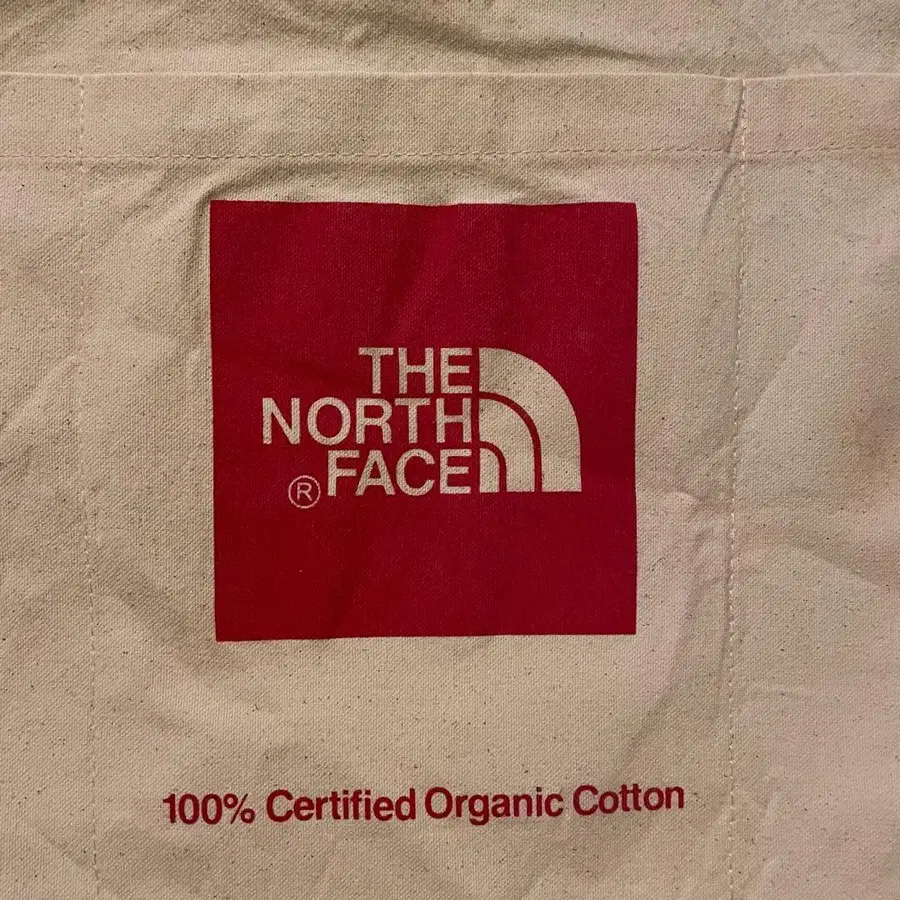 THE
NORTH
FACE
®
100% Certified Organic Cotton